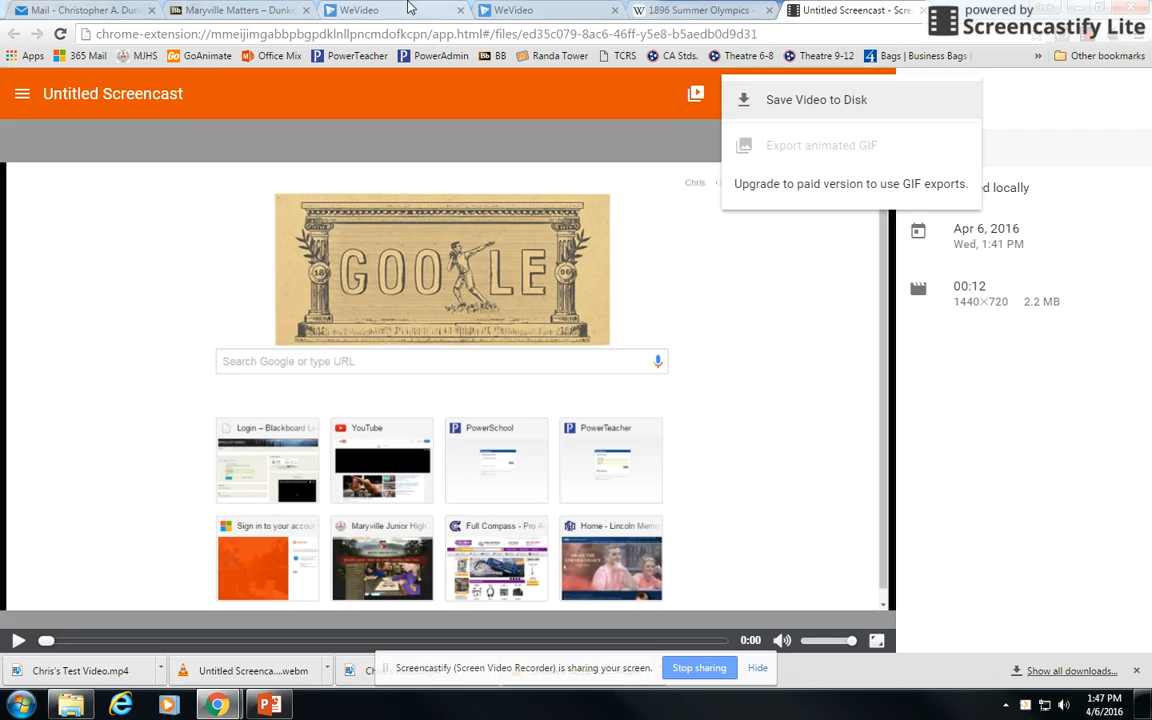 Mail - Christopher A. Dun
Maryville Matters – Dunke
WeVideo
WeVideo
1896 Summer Olympics -
Untitled Screencast - Scre
powered by
Screencastify Lite
chrome-extension://mmeijimgabbpbgpdklnllpncmdofkcpn/app.html#/files/ed35c079-8ac6-46ff-y5e8-b5aedb0d9d31
Apps
365 Mail
MJHS
GoAnimate
Office Mix
PowerTeacher
PowerAdmin
BB
Randa Tower
TCRS
CA Stds.
Theatre 6-8
Theatre 9-12
Bags | Business Bags |
»
Other bookmarks
Untitled Screencast
Save Video to Disk
Export animated GIF
Upgrade to paid version to use GIF exports.
d locally
Apr 6, 2016
Wed, 1:41 PM
00:12
1440×720 2.2 MB
Chris
GOOGLE
18
96
Search Google or type URL
Login – Blackboard Le
YouTube
PowerSchool
PowerTeacher
Sign in to your accou
Maryville Junior High
Full Compass - Pro A
Home - Lincoln Memo
0:00
Chris's Test Video.mp4
Untitled Screenca....webm
Screencastify (Screen Video Recorder) is sharing your screen.
Stop sharing
Hide
Show all downloads...
1:47 PM
4/6/2016